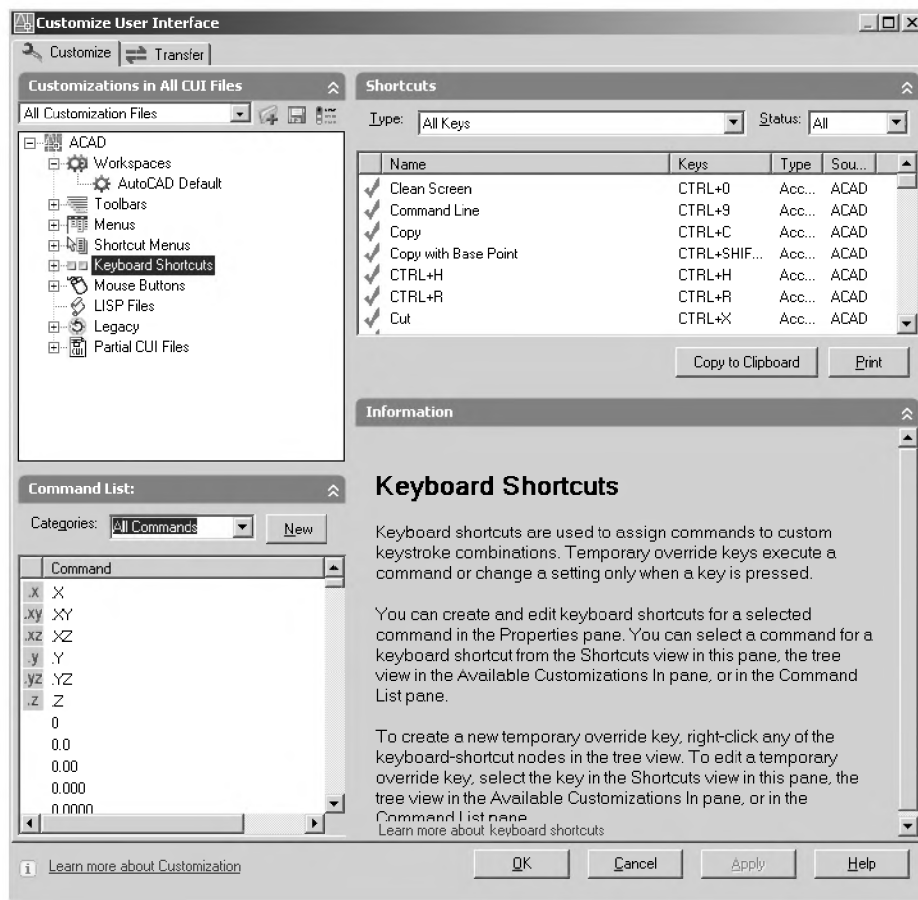 Customize User Interface
Customize
Transfer
Customizations in All CUI Files
All Customization Files
ACAD
Workspaces
AutoCAD Default
Toolbars
Menus
Shortcut Menus
Keyboard Shortcuts
Mouse Buttons
LISP Files
Legacy
Partial CUI Files
Command List:
Categories: All Commands New
Command
.x .X
.xy .XY
.xz .XZ
.y .Y
.yz .YZ
.z .Z
0
0.0
0.00
0.000
0.0000
Shortcuts
Type: All Keys Status: All
Name Keys Type Sou...
Clean Screen CTRL+0 Acc... ACAD
Command Line CTRL+9 Acc... ACAD
Copy CTRL+C Acc... ACAD
Copy with Base Point CTRL+SHIF... Acc... ACAD
CTRL+H CTRL+H Acc... ACAD
CTRL+R CTRL+R Acc... ACAD
Cut CTRL+X Acc... ACAD
Copy to Clipboard Print
Information
Keyboard Shortcuts
Keyboard shortcuts are used to assign commands to custom
keystroke combinations. Temporary override keys execute a
command or change a setting only when a key is pressed.
You can create and edit keyboard shortcuts for a selected
command in the Properties pane. You can select a command for a
keyboard shortcut from the Shortcuts view in this pane, the tree
view in the Available Customizations In pane, or in the Command
List pane.
To create a new temporary override key, right-click any of the
keyboard-shortcut nodes in the tree view. To edit a temporary
override key, select the key in the Shortcuts view in this pane, the
tree view in the Available Customizations In pane, or in the
Command List pane
Learn more about keyboard shortcuts
Learn more about Customization
OK Cancel Apply Help